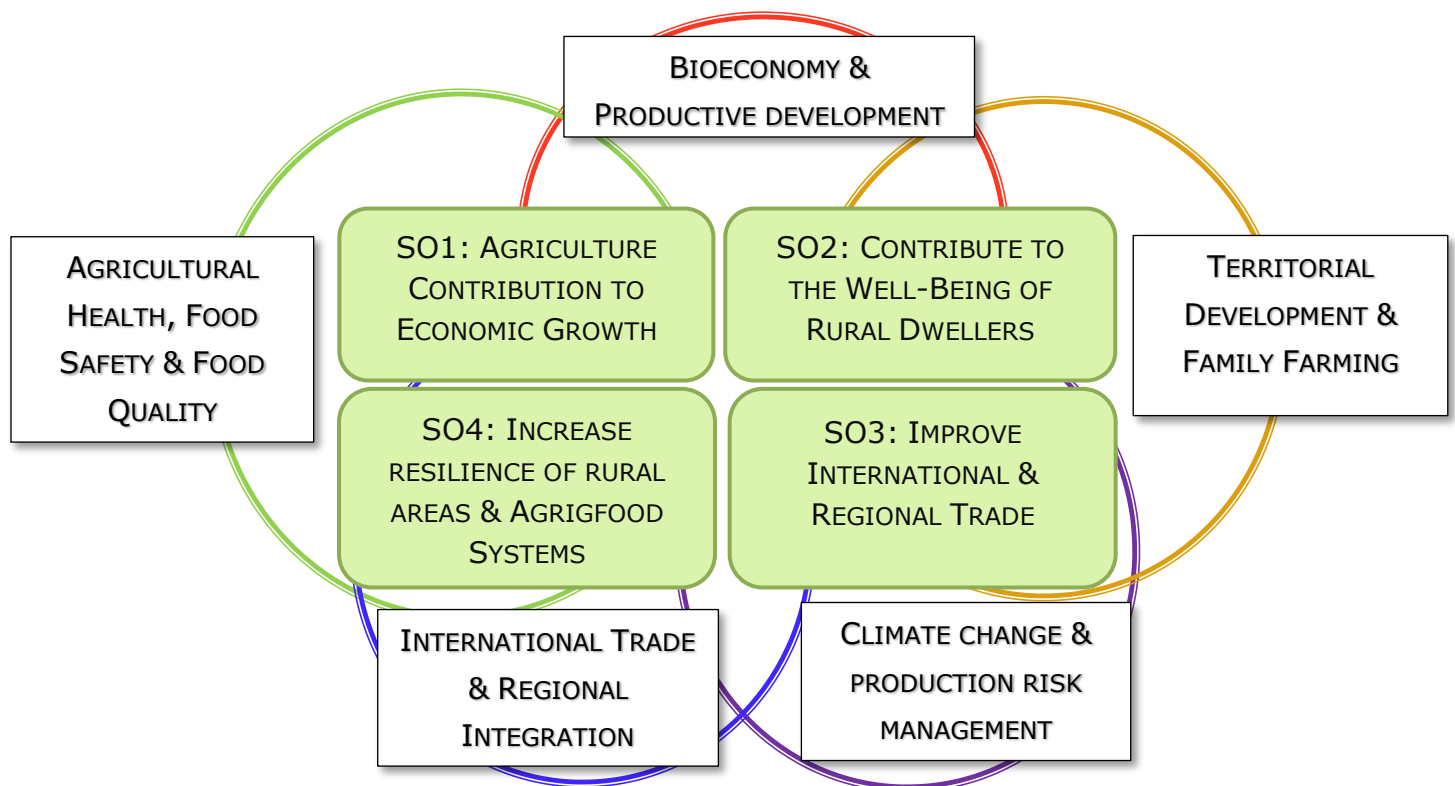 BIOECONOMY &
PRODUCTIVE DEVELOPMENT
AGRICULTURAL
HEALTH, FOOD
SAFETY & FOOD
QUALITY
SO1: AGRICULTURE
CONTRIBUTION TO
ECONOMIC GROWTH
SO2: CONTRIBUTE TO
THE WELL-BEING OF
RURAL DWELLERS
TERRITORIAL
DEVELOPMENT &
FAMILY FARMING
SO4: INCREASE
RESILIENCE OF RURAL
AREAS & AGRIGFOOD
SYSTEMS
SO3: IMPROVE
INTERNATIONAL &
REGIONAL TRADE
INTERNATIONAL TRADE
& REGIONAL
INTEGRATION
CLIMATE CHANGE &
PRODUCTION RISK
MANAGEMENT